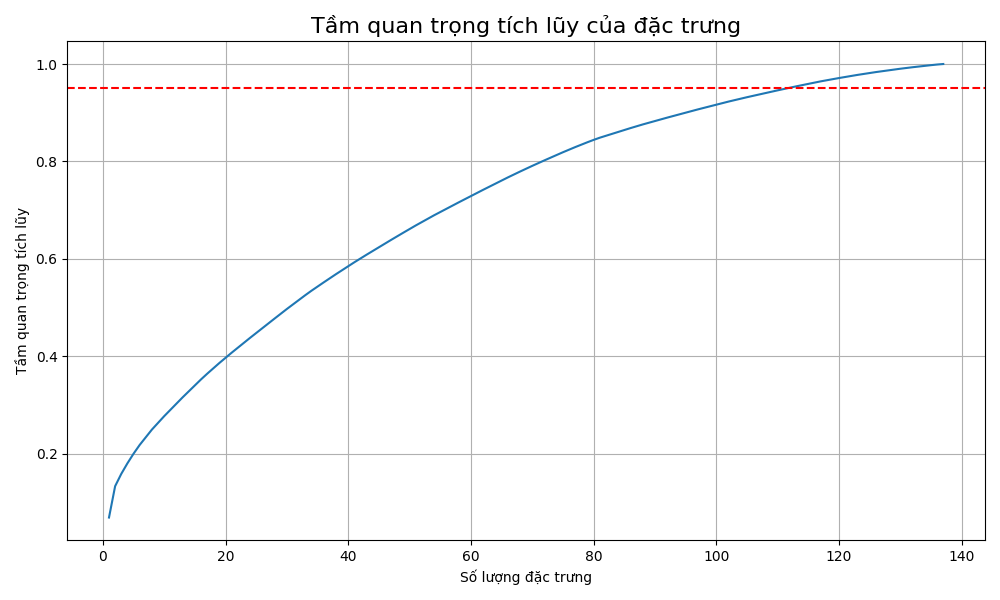 Tầm quan trọng tích lũy của đặc trưng
Tầm quan trọng tích lũy
1.0
0.8
0.6
0.4
0.2
0 20 40 60 80 100 120 140
Số lượng đặc trưng